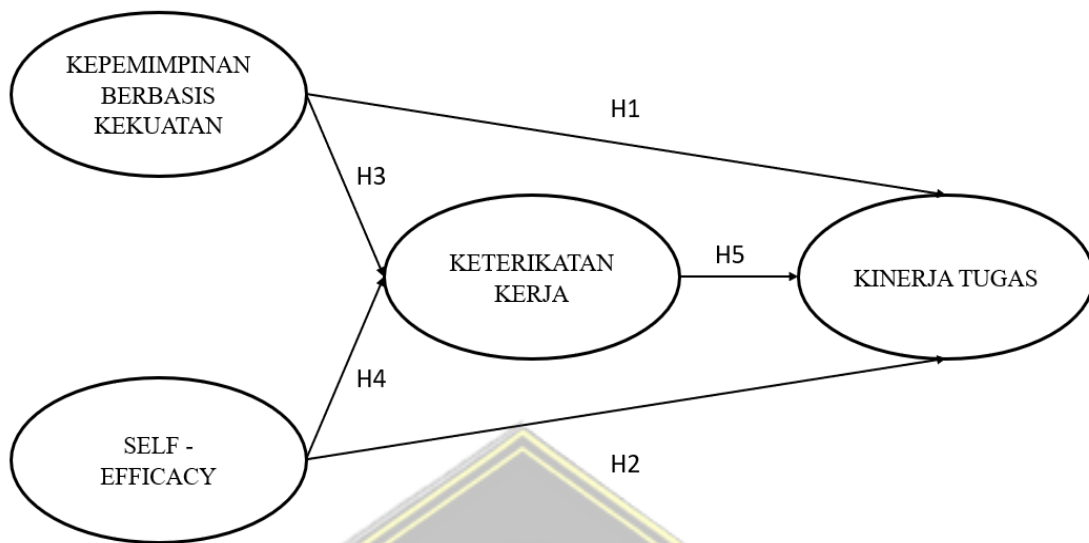 KEPEMIMPINAN
BERBASIS
KEKUATAN
H1
H3
KETERIKATAN
KERJA
H5
KINERJA TUGAS
H4
SELF -
EFFICACY
H2